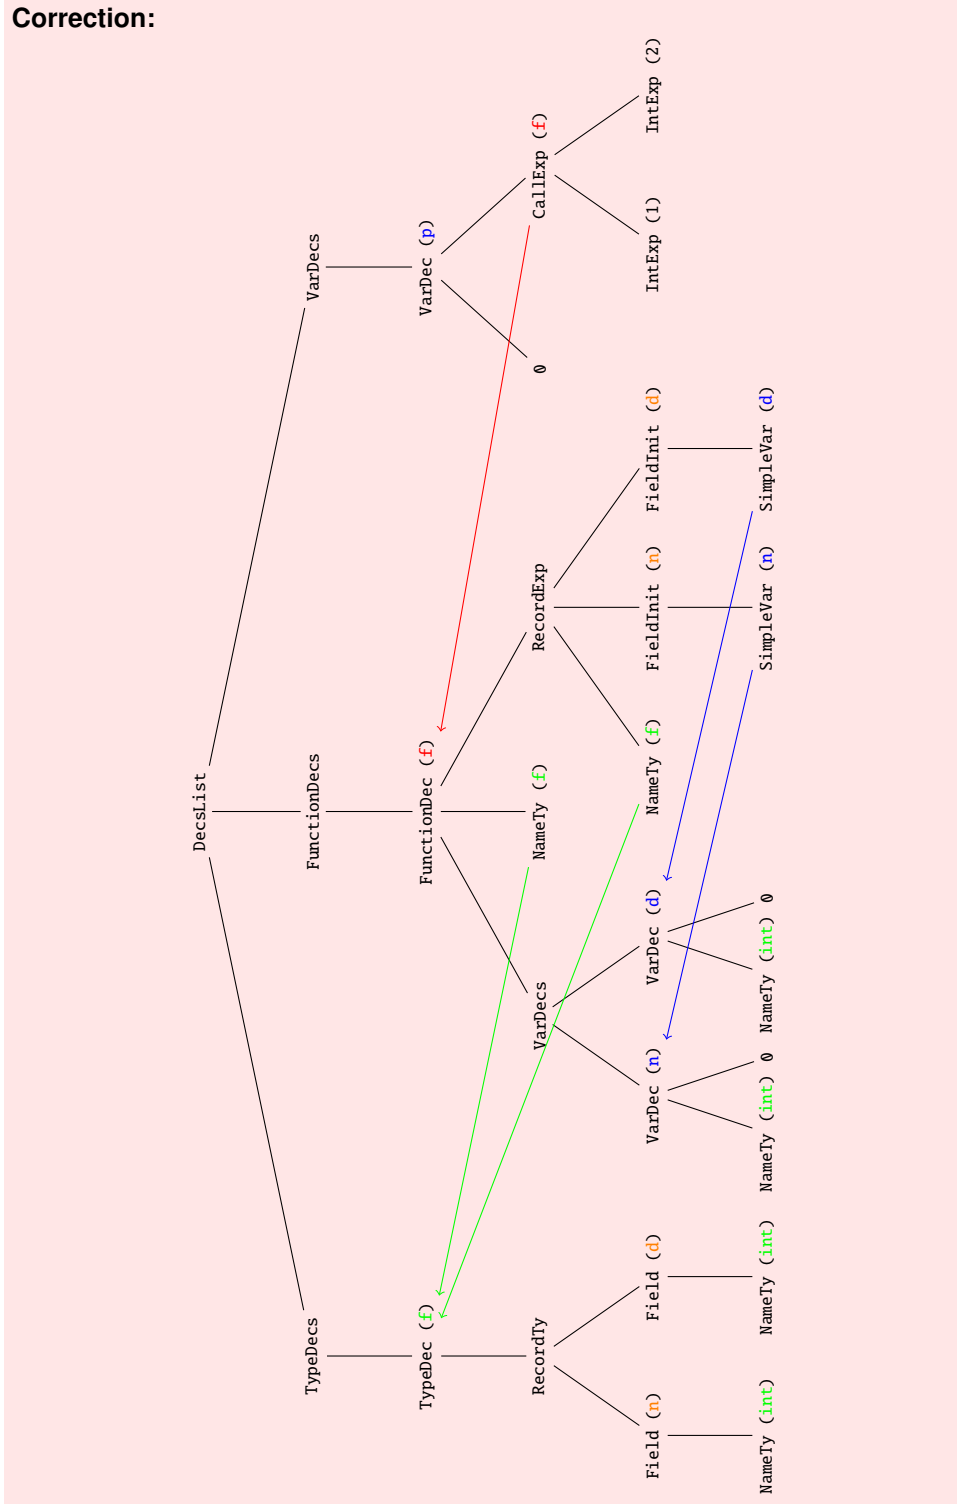 Correction:
DecsList
TypeDecs
FunctionDecs
VarDecs
TypeDec (f)
FunctionDec (f)
VarDec (p)
RecordTy
VarDecs
NameTy (f)
RecordExp
0
CallExp (f)
Field (n)
Field (d)
VarDec (n)
VarDec (d)
NameTy (f)
FieldInit (n)
FieldInit (d)
IntExp (1)
IntExp (2)
NameTy (int)
NameTy (int)
NameTy (int)
0
NameTy (int)
0
SimpleVar (n)
SimpleVar (d)